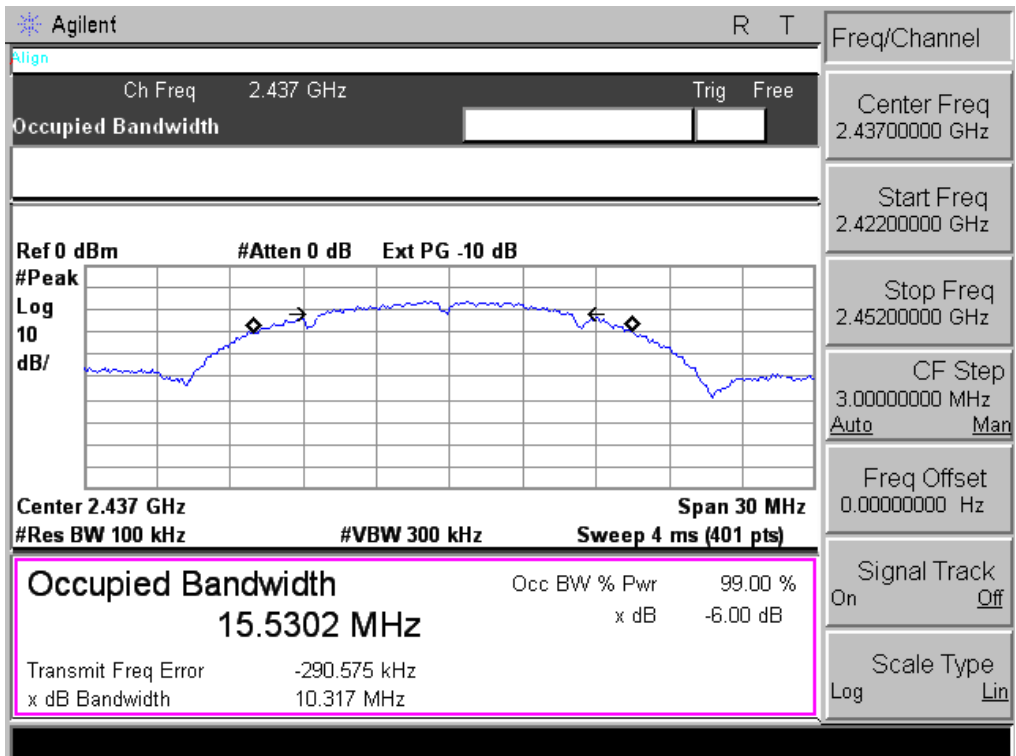 Agilent R T
Align
Ch Freq 2.437 GHz Trig Free
Occupied Bandwidth
Ref 0 dBm #Atten 0 dB Ext PG -10 dB
#Peak
Log
10
dB/
Center 2.437 GHz Span 30 MHz
#Res BW 100 kHz #VBW 300 kHz Sweep 4 ms (401 pts)
Occupied Bandwidth Occ BW % Pwr 99.00 %
15.5302 MHz x dB -6.00 dB
Transmit Freq Error -290.575 kHz
x dB Bandwidth 10.317 MHz
Freq/Channel
Center Freq
2.43700000 GHz
Start Freq
2.42200000 GHz
Stop Freq
2.45200000 GHz
CF Step
3.00000000 MHz
Auto Man
Freq Offset
0.00000000 Hz
Signal Track
On Off
Scale Type
Log Lin